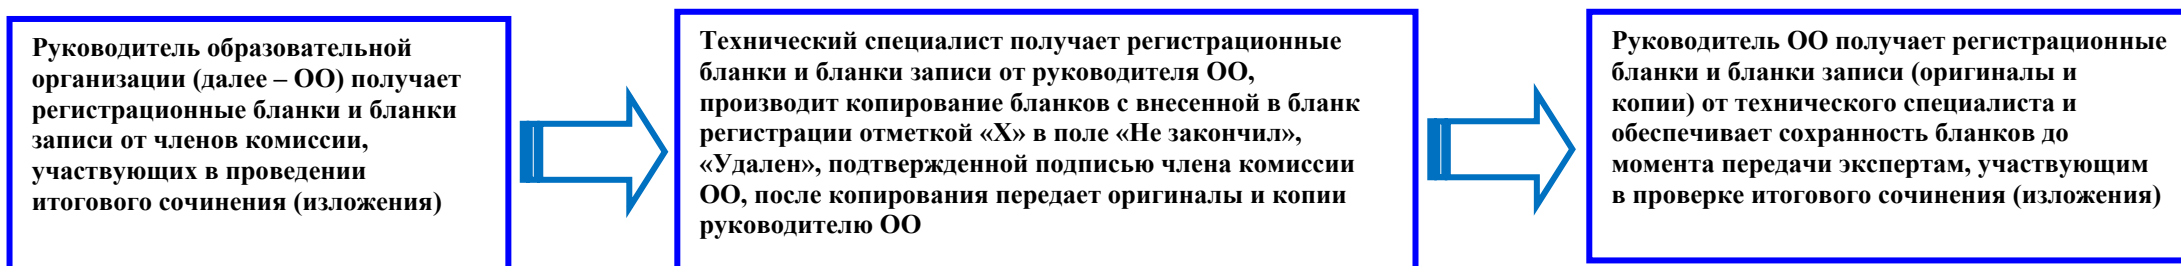 Руководитель образовательной
организации (далее – ОО) получает
регистрационные бланки и бланки
записи от членов комиссии,
участвующих в проведении
итогового сочинения (изложения)
Технический специалист получает регистрационные
бланки и бланки записи от руководителя ОО,
производит копирование бланков с внесенной в бланк
регистрации отметкой «Х» в поле «Не закончил»,
«Удален», подтвержденной подписью члена комиссии
ОО, после копирования передает оригиналы и копии
руководителю ОО
Руководитель ОО получает регистрационные
бланки и бланки записи (оригиналы и
копии) от технического специалиста и
обеспечивает сохранность бланков до
момента передачи экспертам, участвующим
в проверке итогового сочинения (изложения)